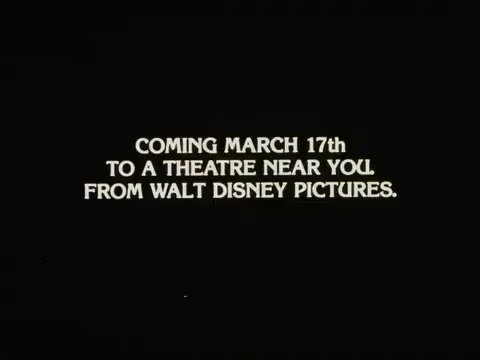 COMING MARCH 17th
TO A THEATRE NEAR YOU.
FROM WALT DISNEY PICTURES.